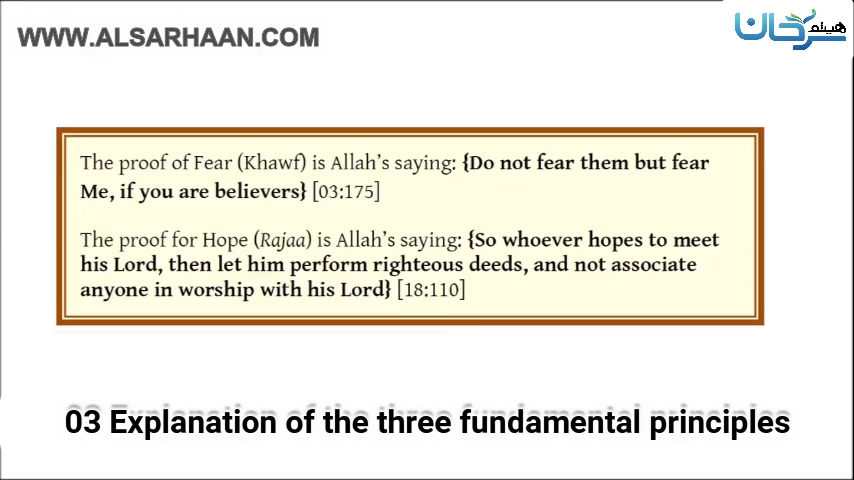 WWW.ALSARHAAN.COM
هيثم
سرحان
The proof of Fear (Khawf) is Allah’s saying: {Do not fear them but fear
Me, if you are believers} [03:175]
The proof for Hope (Rajaa) is Allah’s saying: {So whoever hopes to meet
his Lord, then let him perform righteous deeds, and not associate
anyone in worship with his Lord} [18:110]
03 Explanation of the three fundamental principles